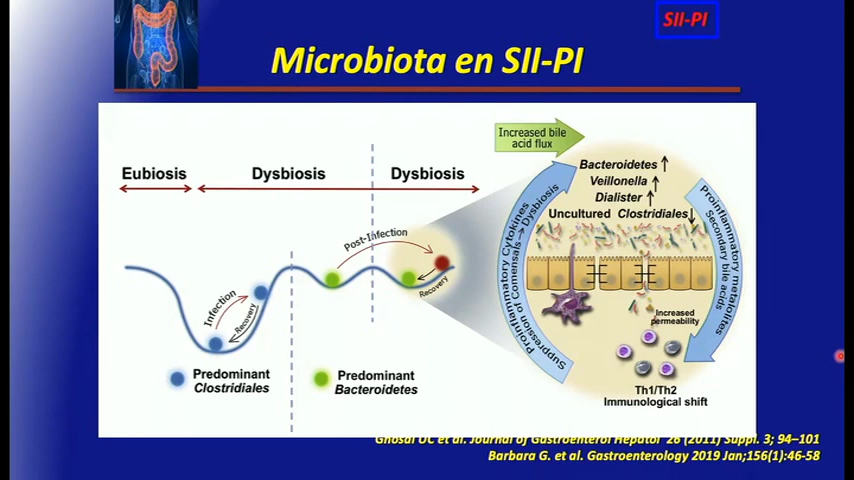 SII-PI
Microbiota en SII-PI
Increased bile
acid flux
Eubiosis
Dysbiosis
Dysbiosis
Bacteroidetes ↑
Veillonella ↑
Dialister ↑
Uncultured Clostridiales ↓
Post-Infection
Infection
Recovery
Recovery
Proinflammatory Cytokines
Suppression of Comensals → Dysbiosis
Proinflammatory metabolites
Secondary bile acids
Increased
permeability
Th1/Th2
Immunological shift
Predominant
Clostridiales
Predominant
Bacteroidetes
Ghosal UC et al. Journal of Gastroenterol Hepatol 26 (2011) Suppl. 3; 94–101
Barbara G. et al. Gastroenterology 2019 Jan;156(1):46-58